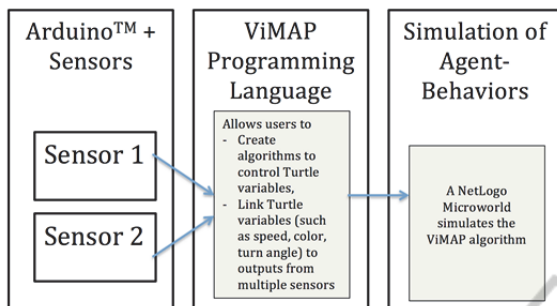 Arduino™ +
Sensors
Sensor 1
Sensor 2
ViMAP
Programming
Language
Allows users to
- Create
algorithms to
control Turtle
variables,
- Link Turtle
variables (such
as speed, color,
turn angle) to
outputs from
multiple sensors
Simulation of
Agent-
Behaviors
A NetLogo
Microworld
simulates the
ViMAP algorithm